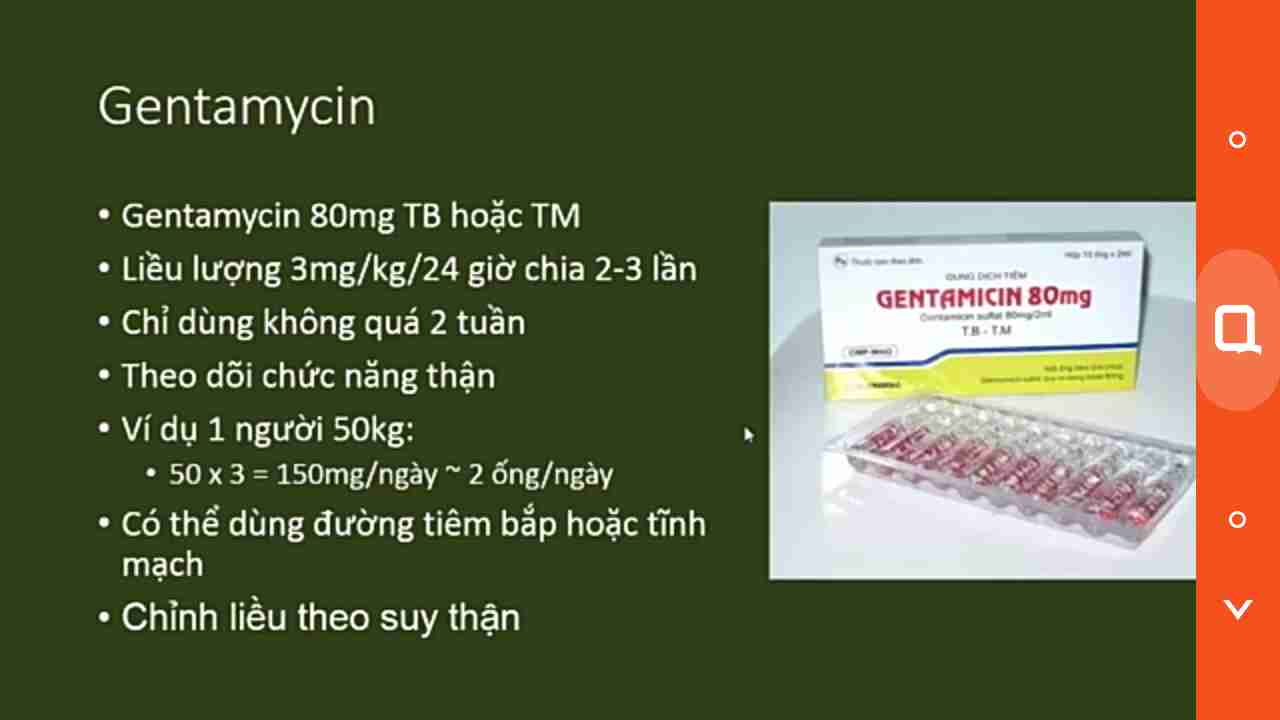 Gentamycin
• Gentamycin 80mg TB hoặc TM
• Liều lượng 3mg/kg/24 giờ chia 2-3 lần
• Chỉ dùng không quá 2 tuần
• Theo dõi chức năng thận
• Ví dụ 1 người 50kg:
• 50 x 3 = 150mg/ngày ~ 2 ống/ngày
• Có thể dùng đường tiêm bắp hoặc tĩnh
mạch
• Chỉnh liều theo suy thận
DUNG DỊCH TIÊM
GENTAMICIN 80mg
Gentamicin sulfat 80mg/2ml
T.B - T.M